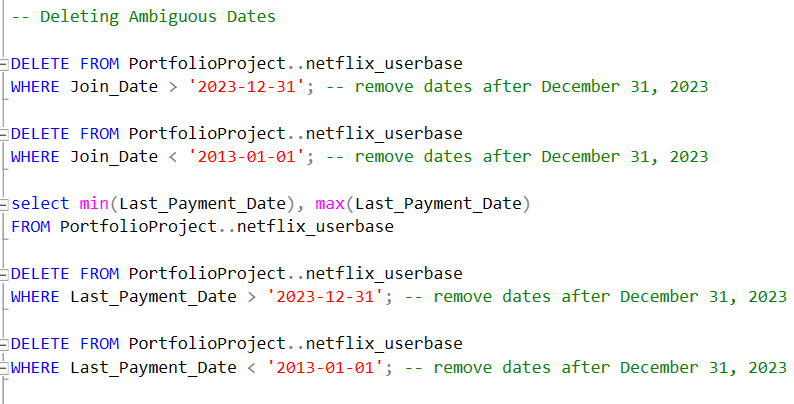 -- Deleting Ambiguous Dates
DELETE FROM PortfolioProject..netflix_userbase
WHERE Join_Date > '2023-12-31'; -- remove dates after December 31, 2023
DELETE FROM PortfolioProject..netflix_userbase
WHERE Join_Date < '2013-01-01'; -- remove dates after December 31, 2023
select min(Last_Payment_Date), max(Last_Payment_Date)
FROM PortfolioProject..netflix_userbase
DELETE FROM PortfolioProject..netflix_userbase
WHERE Last_Payment_Date > '2023-12-31'; -- remove dates after December 31, 2023
DELETE FROM PortfolioProject..netflix_userbase
WHERE Last_Payment_Date < '2013-01-01'; -- remove dates after December 31, 2023